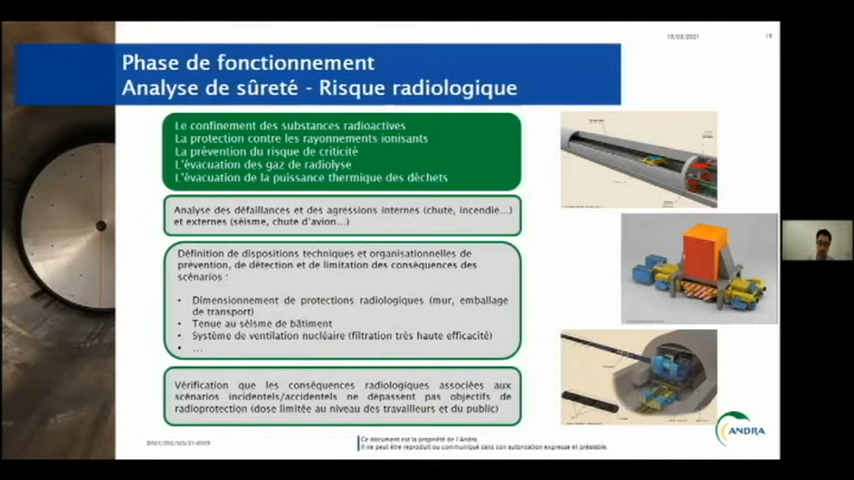 10/03/2021
15
Phase de fonctionnement
Analyse de sûreté - Risque radiologique
Le confinement des substances radioactives
La protection contre les rayonnements ionisants
La prévention du risque de criticité
L'évacuation des gaz de radiolyse
L'évacuation de la puissance thermique des déchets
Analyse des défaillances et des agressions internes (chute, incendie...)
et externes (séisme, chute d'avion...)
Définition de dispositions techniques et organisationnelles de
prévention, de détection et de limitation des conséquences des
scénarios :
• Dimensionnement de protections radiologiques (mur, emballage
de transport)
• Tenue au séisme de bâtiment
• Système de ventilation nucléaire (filtration très haute efficacité)
• ...
Vérification que les conséquences radiologiques associées aux
scénarios incidentels/accidentels ne dépassent pas objectifs de
radioprotection (dose limitée au niveau des travailleurs et du public)
ANDRA
Ce document est la propriété de l'Andra.
Il ne peut être reproduit ou communiqué sans son autorisation expresse et préalable.